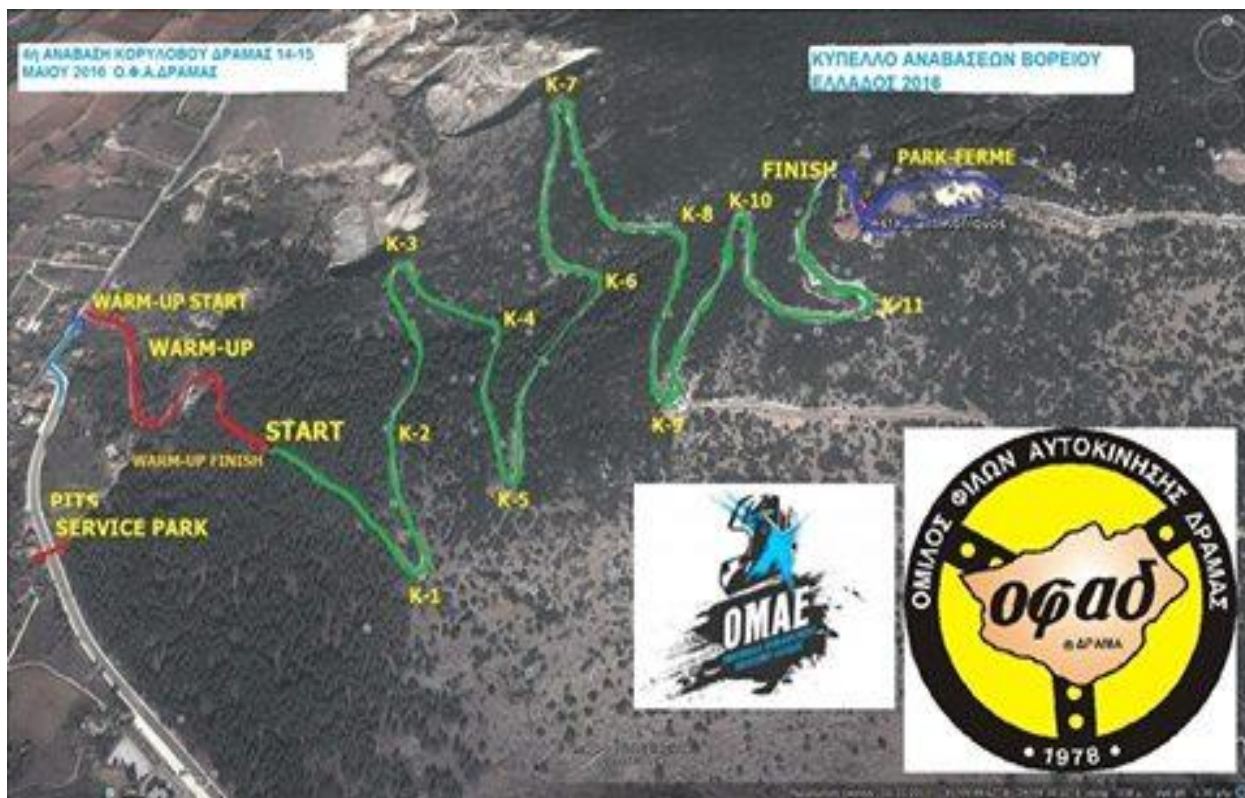 4η ΑΝΑΒΑΣΗ ΚΟΡΥΛΟΒΟΥ ΔΡΑΜΑΣ 14-15
ΜΑΙΟΥ 2016 Ο.Φ.Α.ΔΡΑΜΑΣ
ΚΥΠΕΛΛΟ ΑΝΑΒΑΣΕΩΝ ΒΟΡΕΙΟΥ
ΕΛΛΑΔΟΣ 2016
K-7
FINISH
PARK-FERME
K-8
K-10
K-3
K-6
K-11
WARM-UP START
K-4
WARM-UP
START
K-2
K-9
WARM-UP FINISH
K-5
PITS
SERVICE PARK
K-1
ΟΜΑΕ
ΟΜΙΛΟΣ ΦΙΛΩΝ ΑΥΤΟΚΙΝΗΣΗΣ ΔΡΑΜΑΣ
οφαδ
ΔΡΑΜΑ
• 1978 •